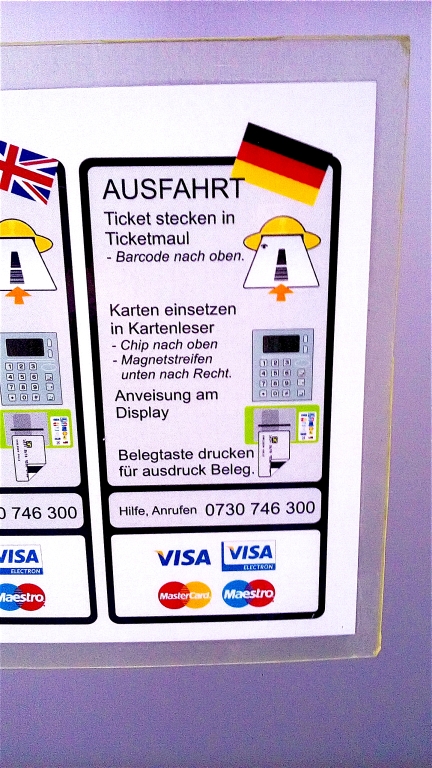 AUSFAHRT
Ticket stecken in
Ticketmaul
- Barcode nach oben.
Karten einsetzen
in Kartenleser
- Chip nach oben
- Magnetstreifen
unten nach Recht.
Anveisung am
Display
Belegtaste drucken
für ausdruck Beleg.
0 746 300
Hilfe, Anrufen 0730 746 300
VISA
ELECTRON
Maestro
VISA
VISA
ELECTRON
MasterCard
Maestro